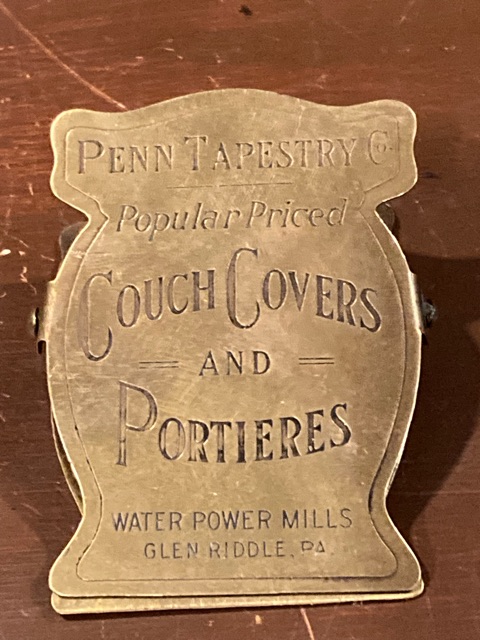 PENN TAPESTRY Co.
Popular Priced
COUCH COVERS
AND
PORTIERES
WATER POWER MILLS
GLEN RIDDLE, PA.